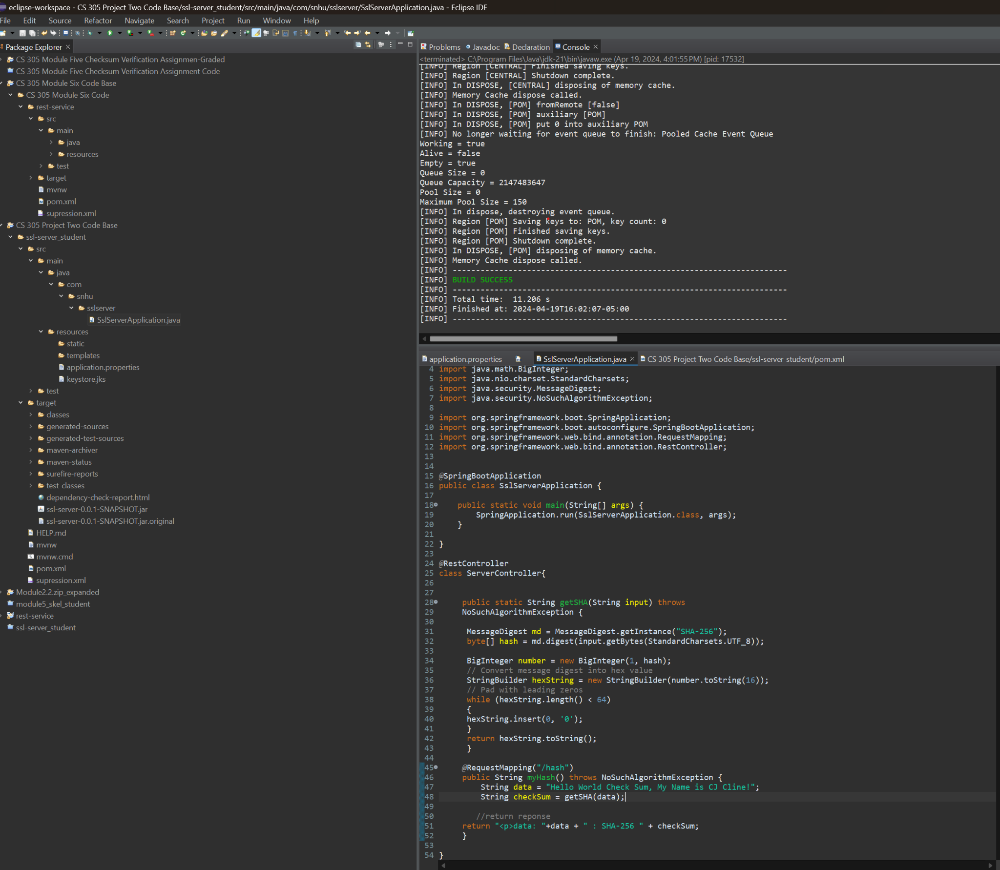 eclipse-workspace - CS 305 Project Two Code Base/ssl-server_student/src/main/java/com/snhu/sslserver/SslServerApplication.java - Eclipse IDE
File Edit Source Refactor Navigate Search Project Run Window Help
Package Explorer
CS 305 Module Five Checksum Verification Assignmen-Graded
CS 305 Module Five Checksum Verification Assignment Code
CS 305 Module Six Code Base
CS 305 Module Six Code
rest-service
src
main
java
resources
test
target
mvnw
pom.xml
supression.xml
CS 305 Project Two Code Base
ssl-server_student
src
main
java
com
snhu
sslserver
SslServerApplication.java
resources
static
templates
application.properties
keystore.jks
test
target
classes
generated-sources
generated-test-sources
maven-archiver
maven-status
surefire-reports
test-classes
dependency-check-report.html
ssl-server-0.0.1-SNAPSHOT.jar
ssl-server-0.0.1-SNAPSHOT.jar.original
HELP.md
mvnw
mvnw.cmd
pom.xml
supression.xml
Module2.2.zip_expanded
module5_skel_student
rest-service
ssl-server_student
Problems Javadoc Declaration Console
<terminated> C:\Program Files\Java\jdk-21\bin\javaw.exe (Apr 19, 2024, 4:01:55 PM) [pid: 17532]
[INFO] Region [CENTRAL] Finished saving keys.
[INFO] Region [CENTRAL] Shutdown complete.
[INFO] In DISPOSE, [CENTRAL] disposing of memory cache.
[INFO] Memory Cache dispose called.
[INFO] In DISPOSE, [POM] fromRemote [false]
[INFO] In DISPOSE, [POM] auxiliary [POM]
[INFO] In DISPOSE, [POM] put 0 into auxiliary POM
[INFO] No longer waiting for event queue to finish: Pooled Cache Event Queue
Working = true
Alive = false
Empty = true
Queue Size = 0
Queue Capacity = 2147483647
Pool Size = 0
Maximum Pool Size = 150
[INFO] In dispose, destroying event queue.
[INFO] Region [POM] Saving keys to: POM, key count: 0
[INFO] Region [POM] Finished saving keys.
[INFO] Region [POM] Shutdown complete.
[INFO] In DISPOSE, [POM] disposing of memory cache.
[INFO] Memory Cache dispose called.
[INFO] ------------------------------------------------------------------------
[INFO] BUILD SUCCESS
[INFO] ------------------------------------------------------------------------
[INFO] Total time:  11.206 s
[INFO] Finished at: 2024-04-19T16:02:07-05:00
[INFO] ------------------------------------------------------------------------
application.properties SslServerApplication.java CS 305 Project Two Code Base/ssl-server_student/pom.xml
4 import java.math.BigInteger;
5 import java.nio.charset.StandardCharsets;
6 import java.security.MessageDigest;
7 import java.security.NoSuchAlgorithmException;
8
9 import org.springframework.boot.SpringApplication;
10 import org.springframework.boot.autoconfigure.SpringBootApplication;
11 import org.springframework.web.bind.annotation.RequestMapping;
12 import org.springframework.web.bind.annotation.RestController;
13
14
15 @SpringBootApplication
16 public class SslServerApplication {
17
18 public static void main(String[] args) {
19 SpringApplication.run(SslServerApplication.class, args);
20 }
21
22 }
23
24 @RestController
25 class ServerController{
26
27
28 public static String getSHA(String input) throws
29 NoSuchAlgorithmException {
30
31 MessageDigest md = MessageDigest.getInstance("SHA-256");
32 byte[] hash = md.digest(input.getBytes(StandardCharsets.UTF_8));
33
34 BigInteger number = new BigInteger(1, hash);
35 // Convert message digest into hex value
36 StringBuilder hexString = new StringBuilder(number.toString(16));
37 // Pad with leading zeros
38 while (hexString.length() < 64)
39 {
40 hexString.insert(0, '0');
41 }
42 return hexString.toString();
43 }
44
45 @RequestMapping("/hash")
46 public String myHash() throws NoSuchAlgorithmException {
47 String data = "Hello World Check Sum, My Name is CJ Cline!";
48 String checkSum = getSHA(data);
49
50 //return reponse
51 return "<p>data: "+data + " : SHA-256 " + checkSum;
52 }
53
54 }